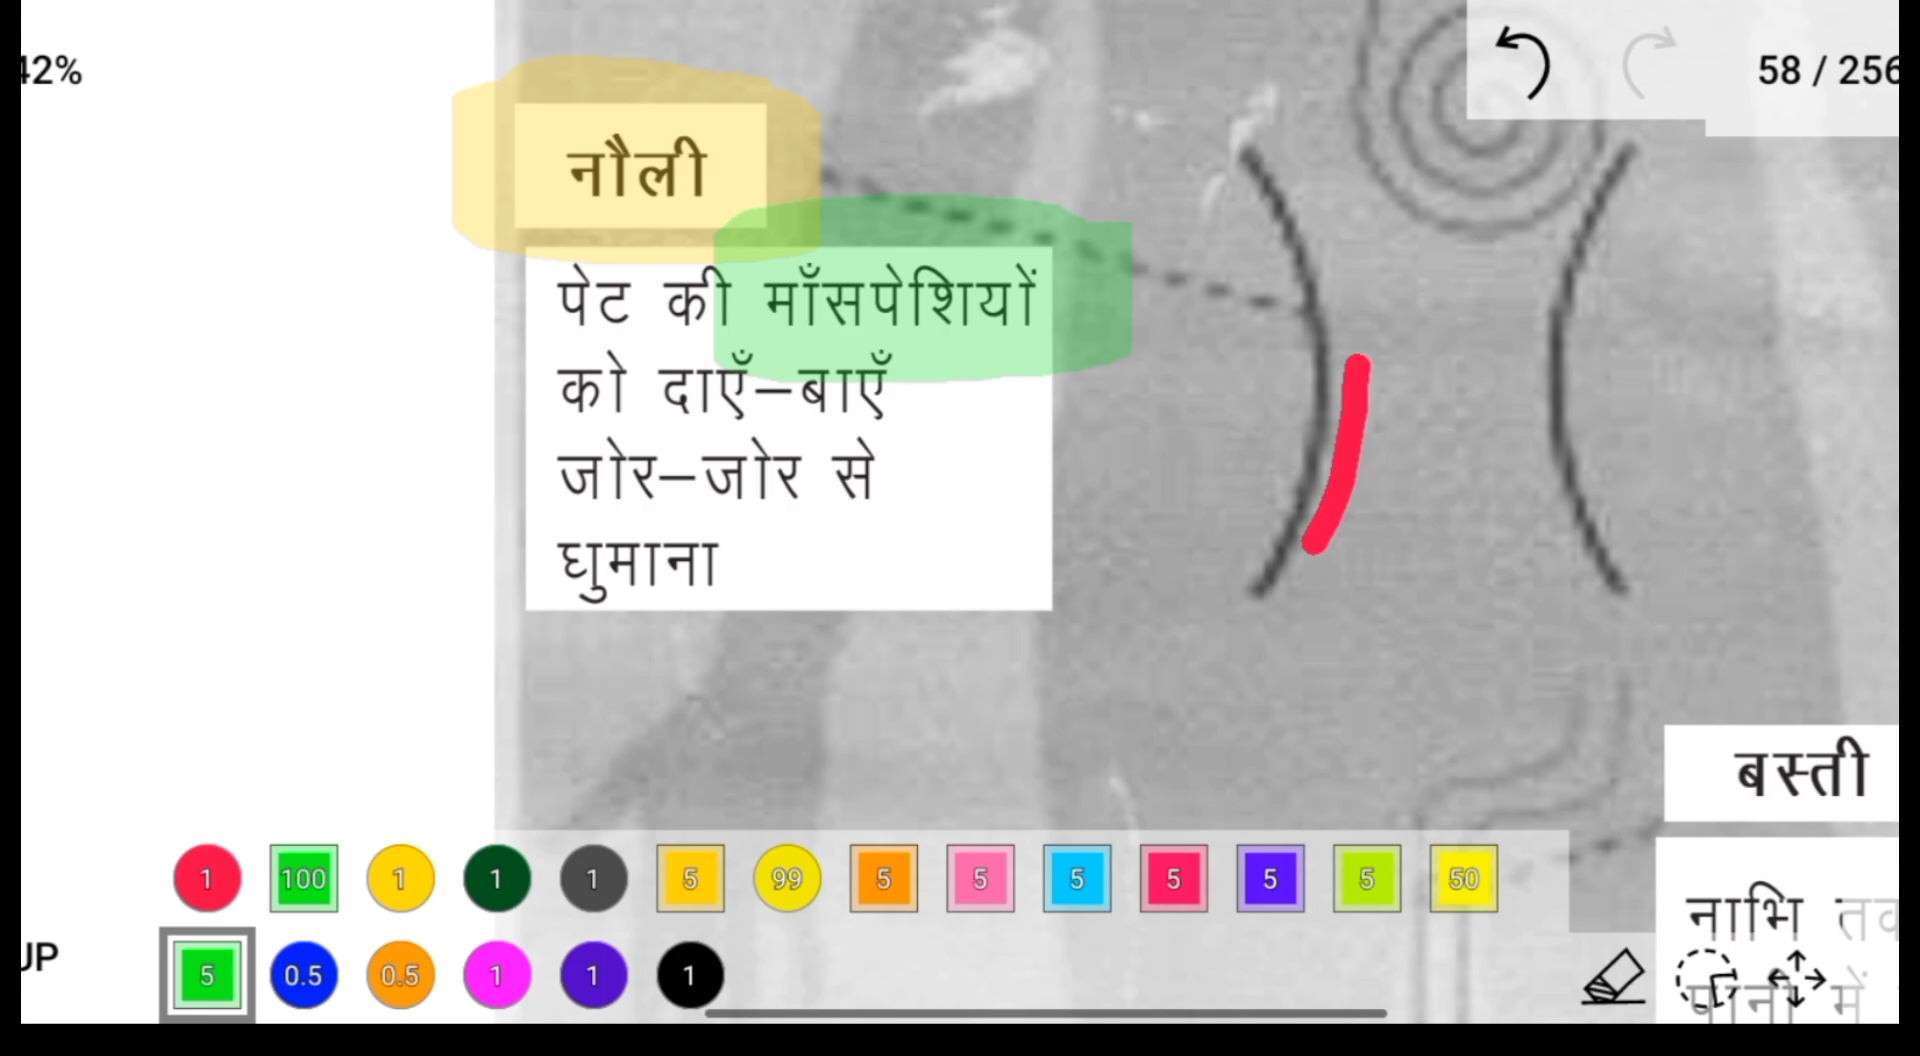 42%
58 / 256
नौली
पेट की माँसपेशियों
को दाएँ–बाएँ
जोर–जोर से
घुमाना
बस्ती
नाभि
पानी में
1 100 1 1 1 5 99 5 5 5 5 5 5 50
UP
5 0.5 0.5 1 1 1